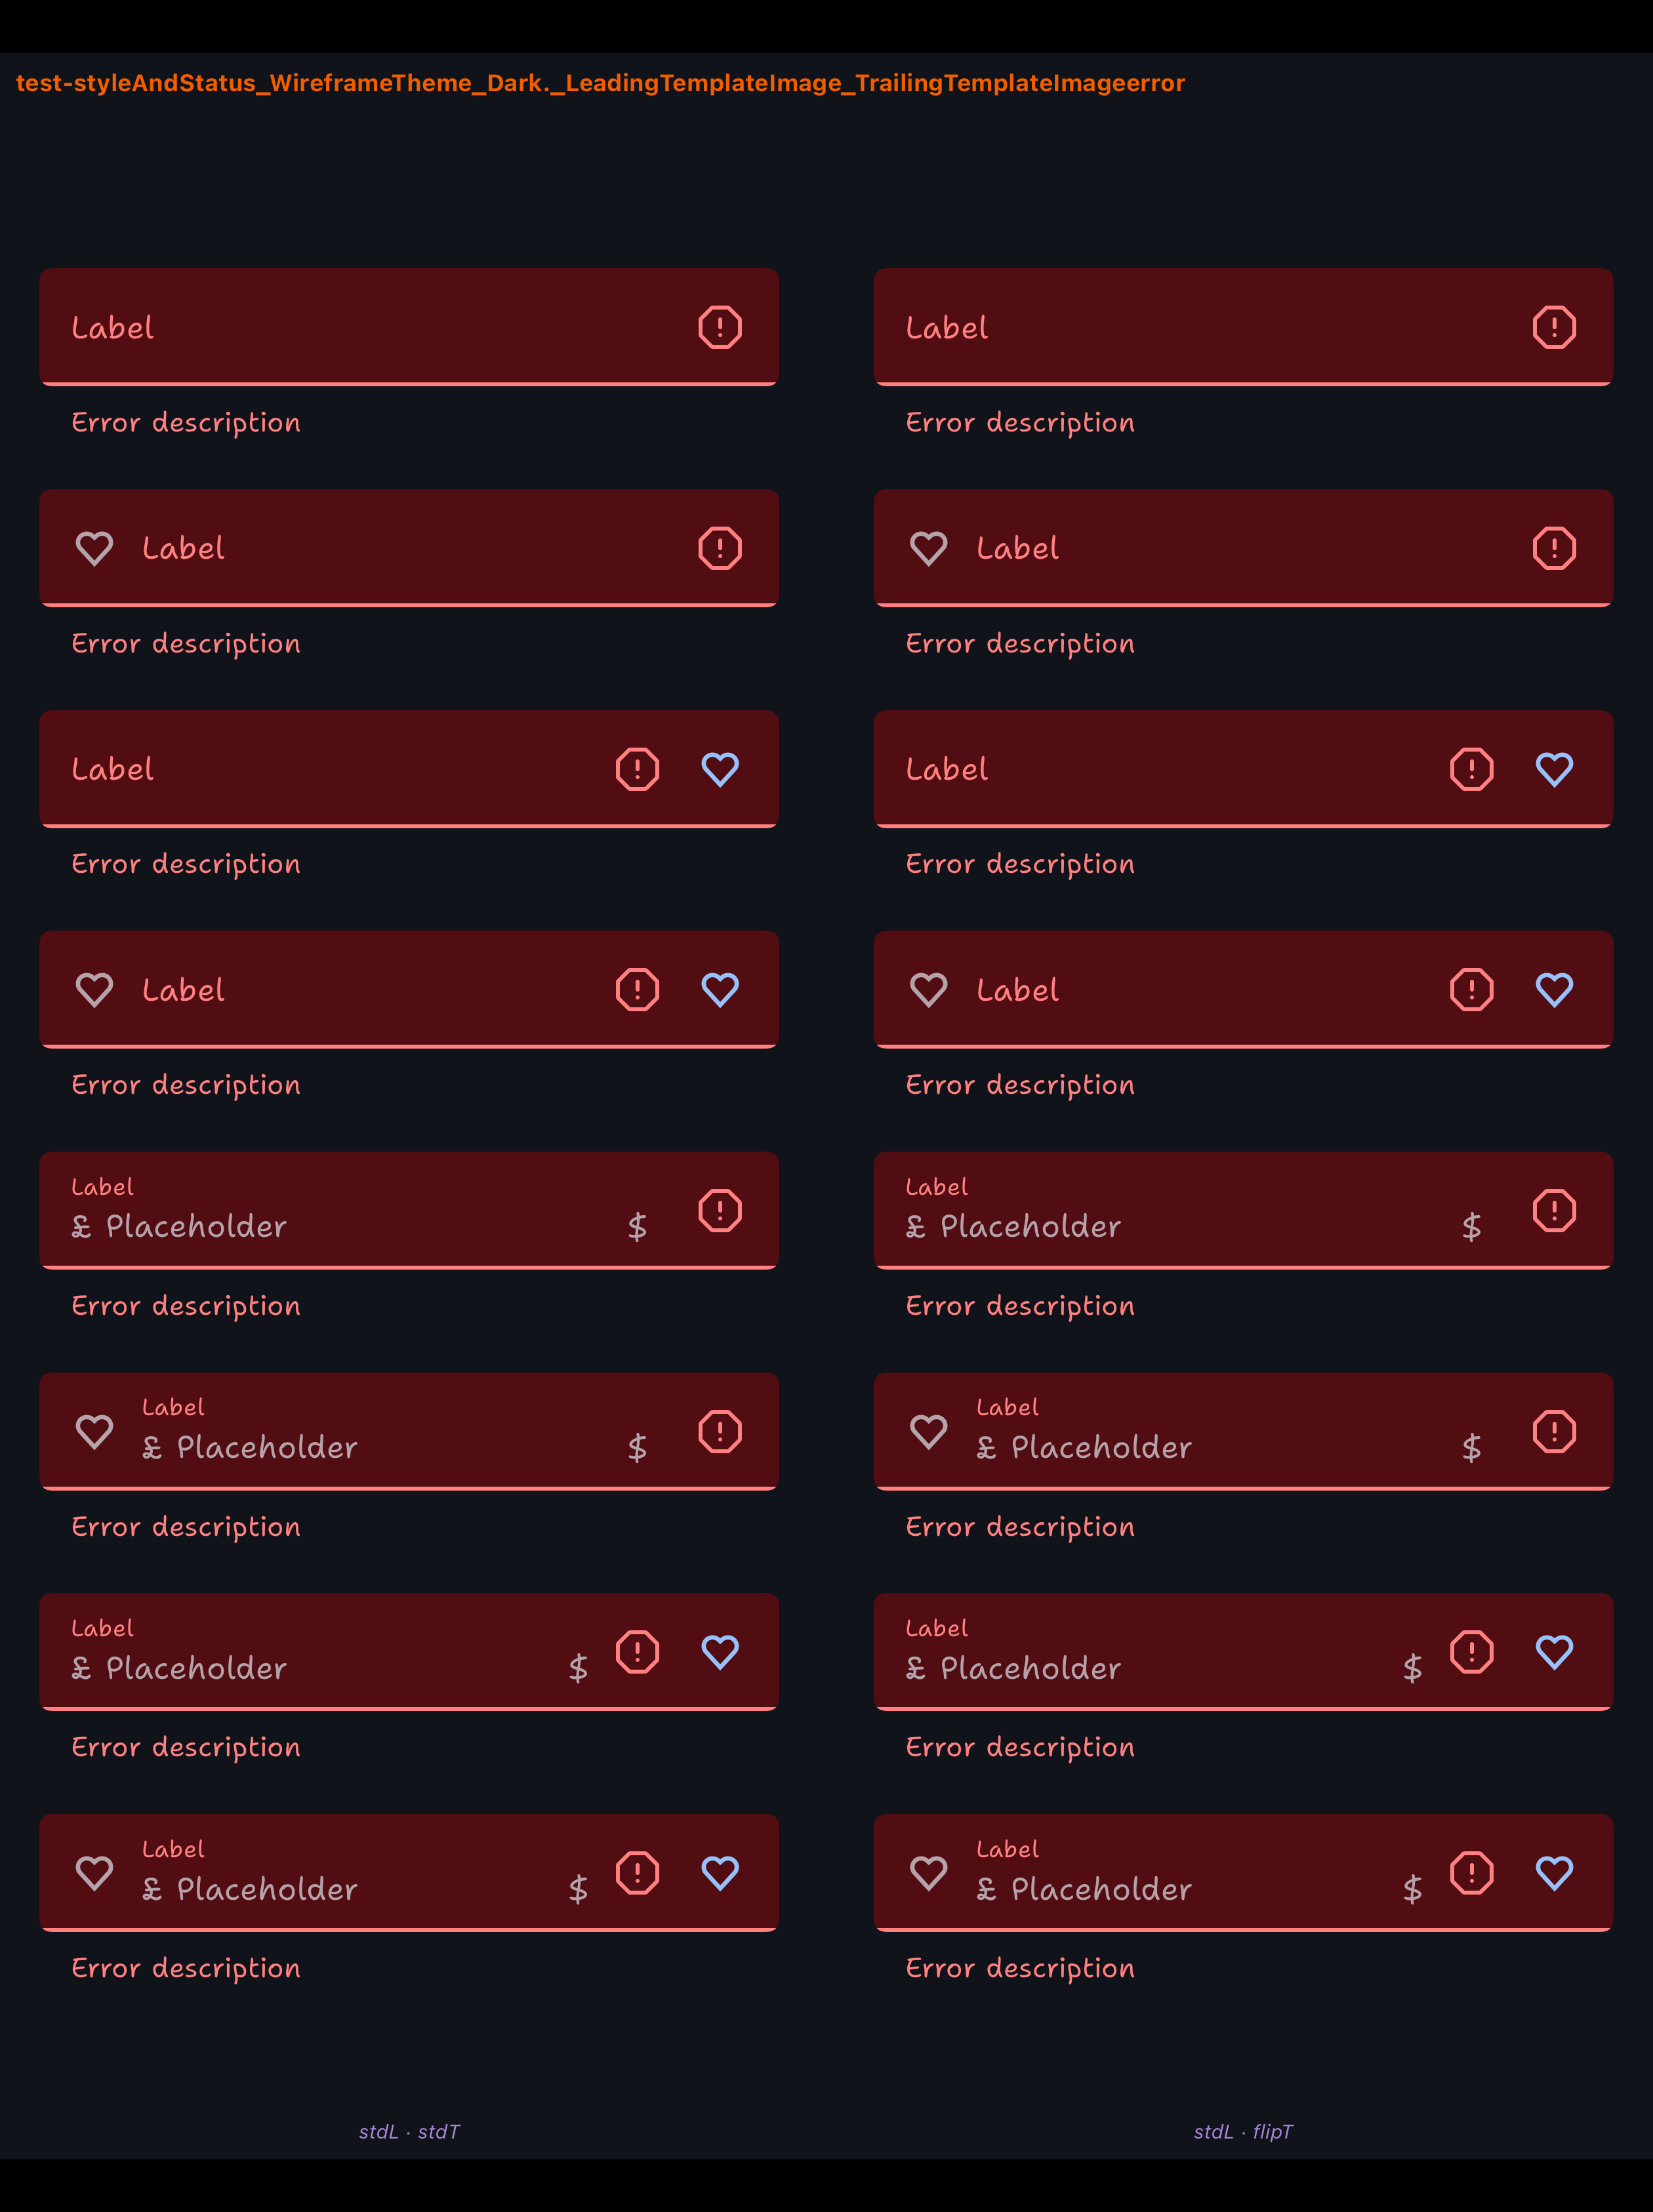 test-styleAndStatus_WireframeTheme_Dark._LeadingTemplateImage_TrailingTemplateImageerror
Label
Label
Error description
Error description
Label
Label
Error description
Error description
Label
Label
Error description
Error description
Label
Label
Error description
Error description
Label
Label
£ Placeholder $
£ Placeholder $
Error description
Error description
Label
Label
£ Placeholder $
£ Placeholder $
Error description
Error description
Label
Label
£ Placeholder $
£ Placeholder $
Error description
Error description
Label
Label
£ Placeholder $
£ Placeholder $
Error description
Error description
stdL · stdT
stdL · flipT